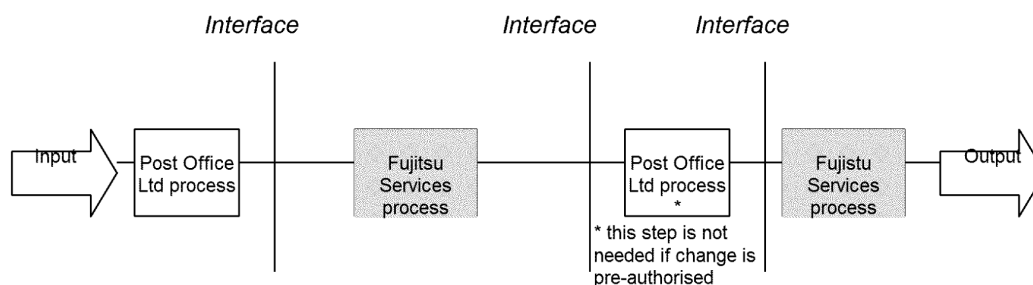 Interface
Interface
Interface
Input
Post Office
Ltd process
Fujitsu
Services
process
Post Office
Ltd process
*
* this step is not
needed if change is
pre-authorised
Fujistu
Services
process
Output